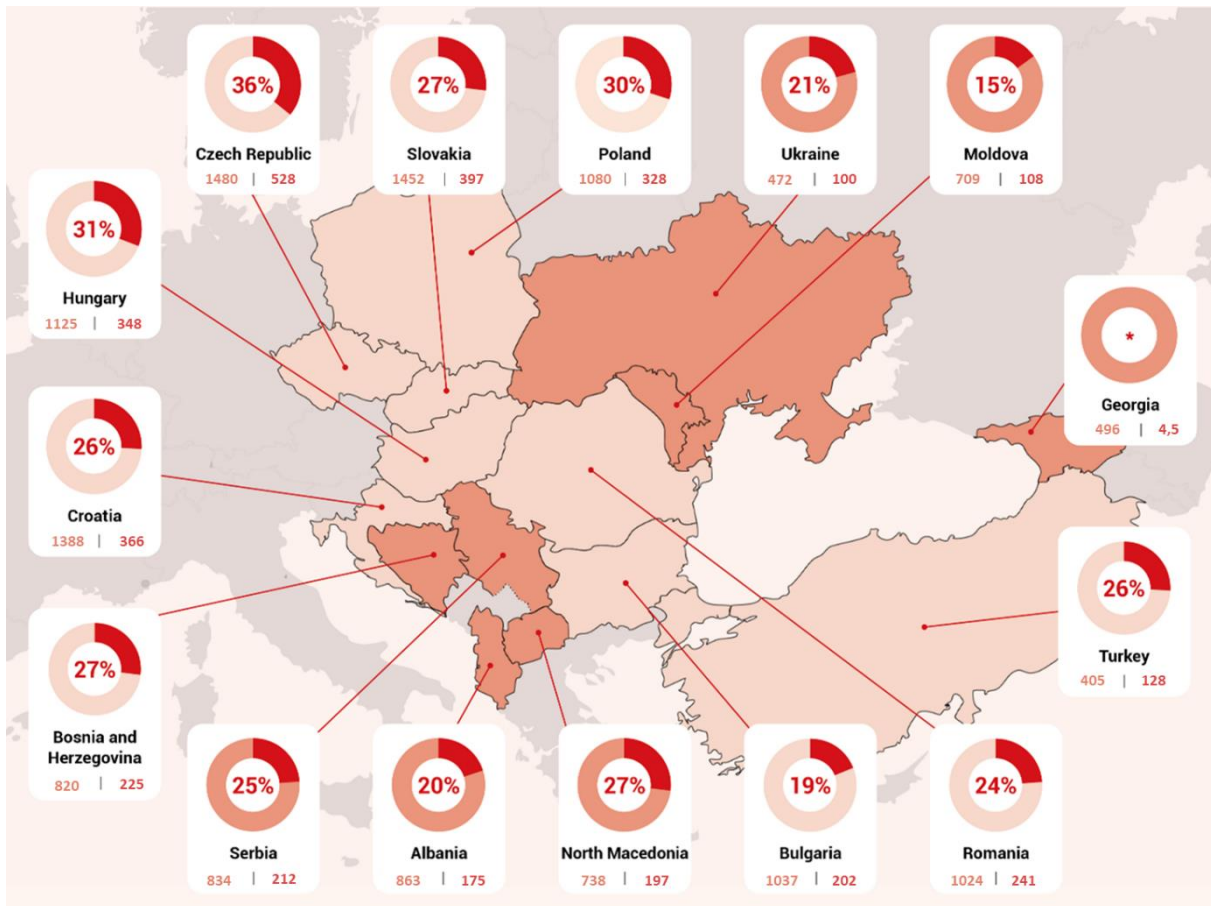 36%
Czech Republic
1480 | 528
27%
Slovakia
1452 | 397
30%
Poland
1080 | 328
21%
Ukraine
472 | 100
15%
Moldova
709 | 108
31%
Hungary
1125 | 348
*
Georgia
496 | 4,5
26%
Croatia
1388 | 366
26%
Turkey
405 | 128
27%
Bosnia and
Herzegovina
820 | 225
25%
Serbia
834 | 212
20%
Albania
863 | 175
27%
North Macedonia
738 | 197
19%
Bulgaria
1037 | 202
24%
Romania
1024 | 241